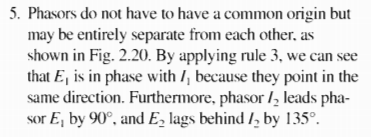 5. Phasors do not have to have a common origin but
may be entirely separate from each other, as
shown in Fig. 2.20. By applying rule 3, we can see
that E₁ is in phase with I₁ because they point in the
same direction. Furthermore, phasor I₂ leads pha-
sor E₁ by 90°, and E₂ lags behind I₂ by 135°.